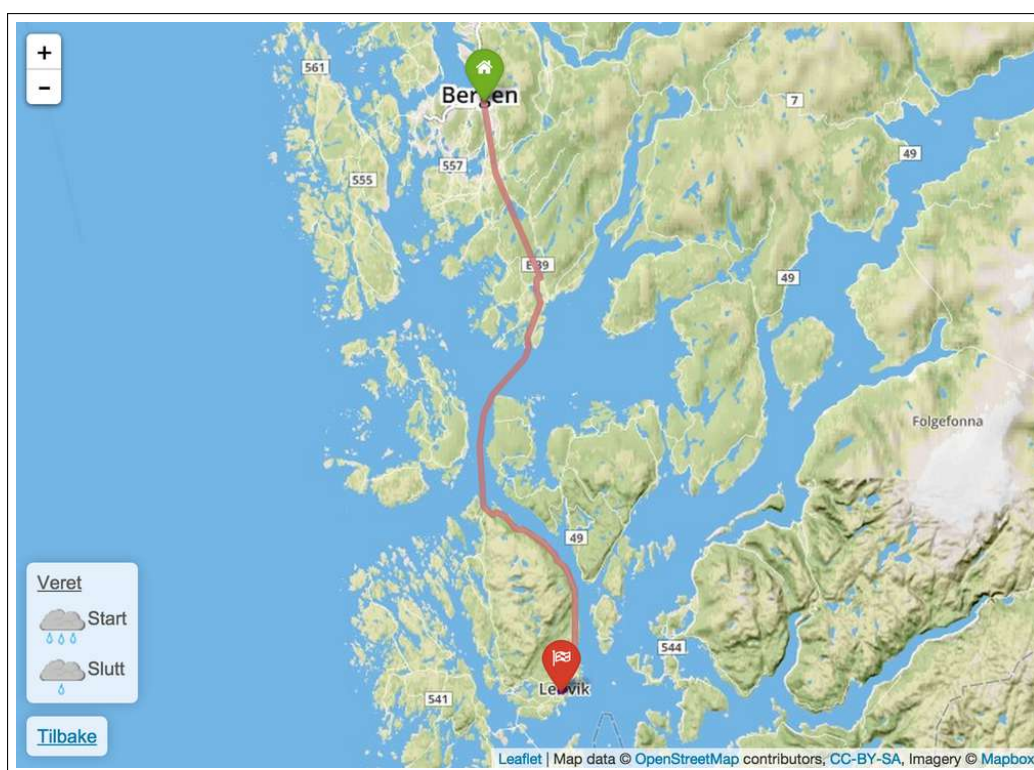 +
−
561
Bergen
7
49
557
555
E39
49
Folgefonna
49
Veret
Start
Slutt
544
541
Tilbake
Leaflet | Map data © OpenStreetMap contributors, CC-BY-SA, Imagery © Mapbox